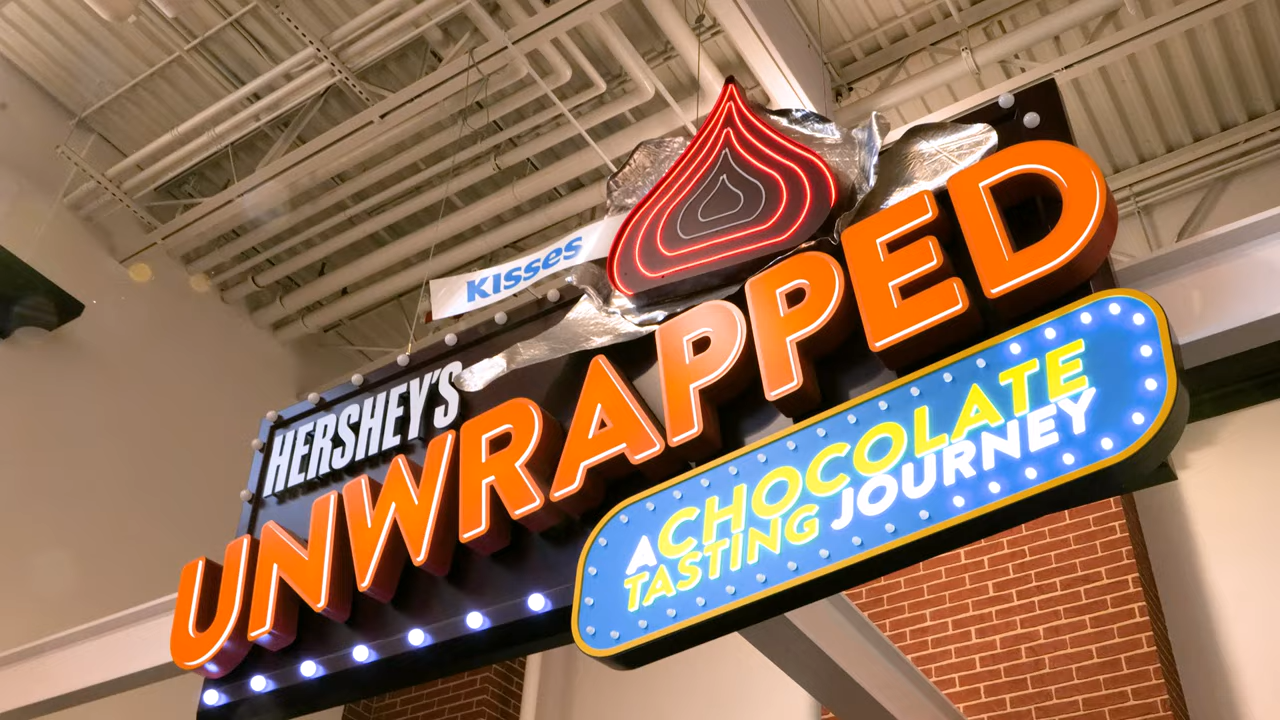 Kisses
HERSHEY'S
UNWRAPPED
A CHOCOLATE
TASTING JOURNEY